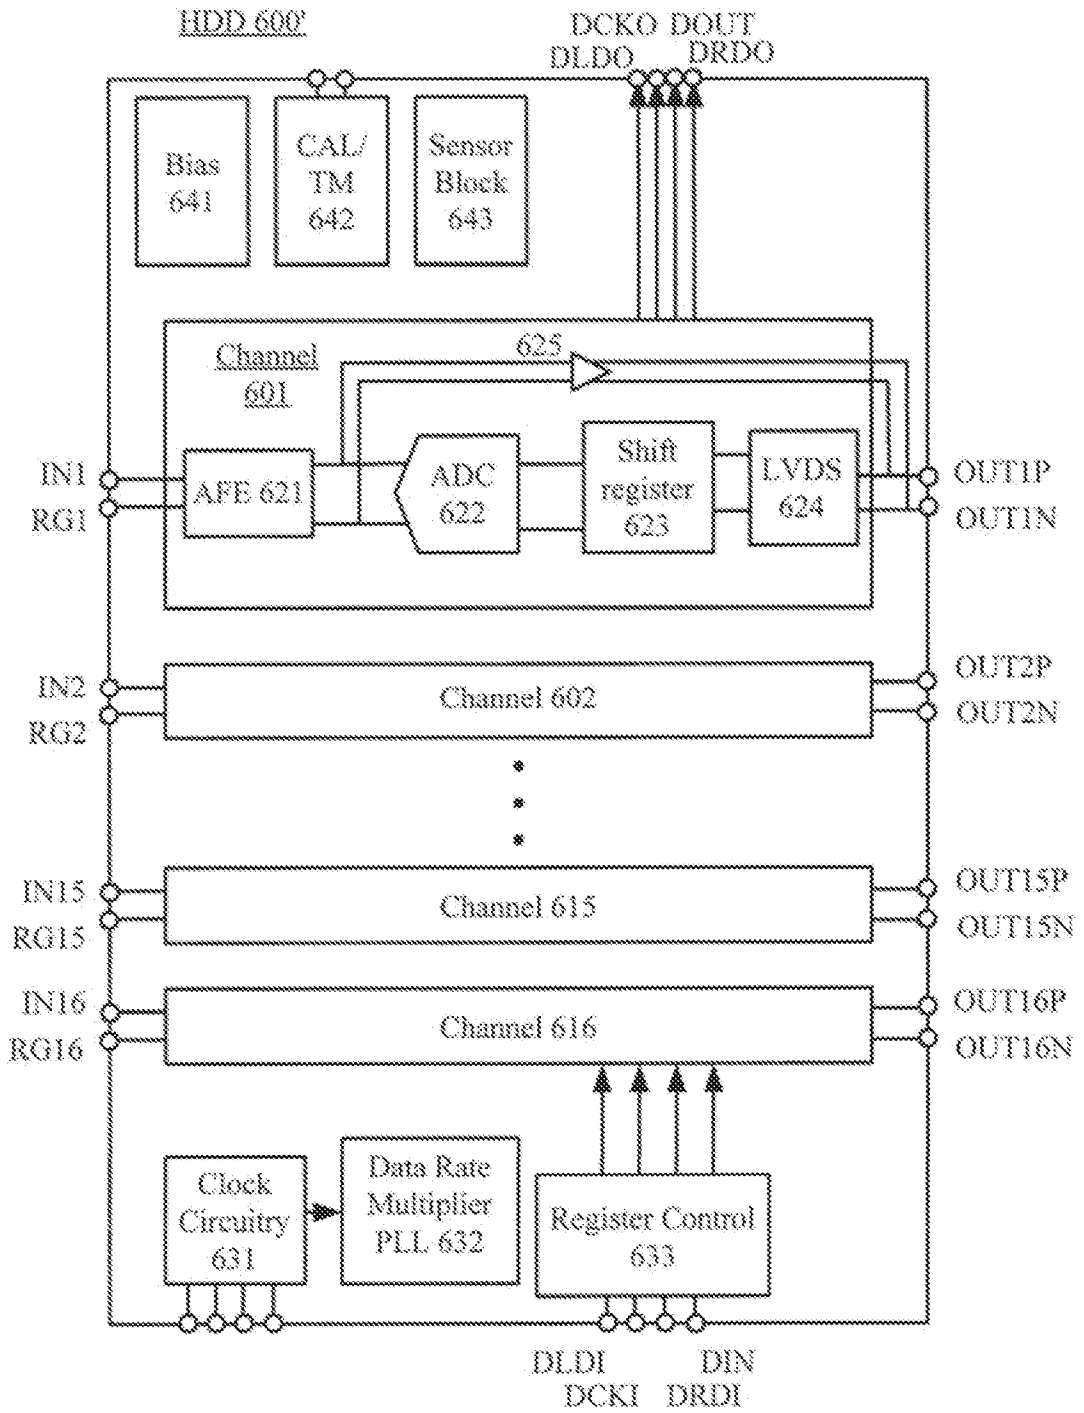 HDD 600'
DCKO DOUT
DLDO DRDO
Bias
641
CAL/
TM
642
Sensor
Block
643
Channel
601
625
IN1
RG1
AFE 621
ADC
622
Shift
register
623
LVDS
624
OUT1P
OUT1N
IN2
RG2
Channel 602
OUT2P
OUT2N
IN15
RG15
Channel 615
OUT15P
OUT15N
IN16
RG16
Channel 616
OUT16P
OUT16N
Clock
Circuitry
631
Data Rate
Multiplier
PLL 632
Register Control
633
DLDI DIN
DCKI DRDI